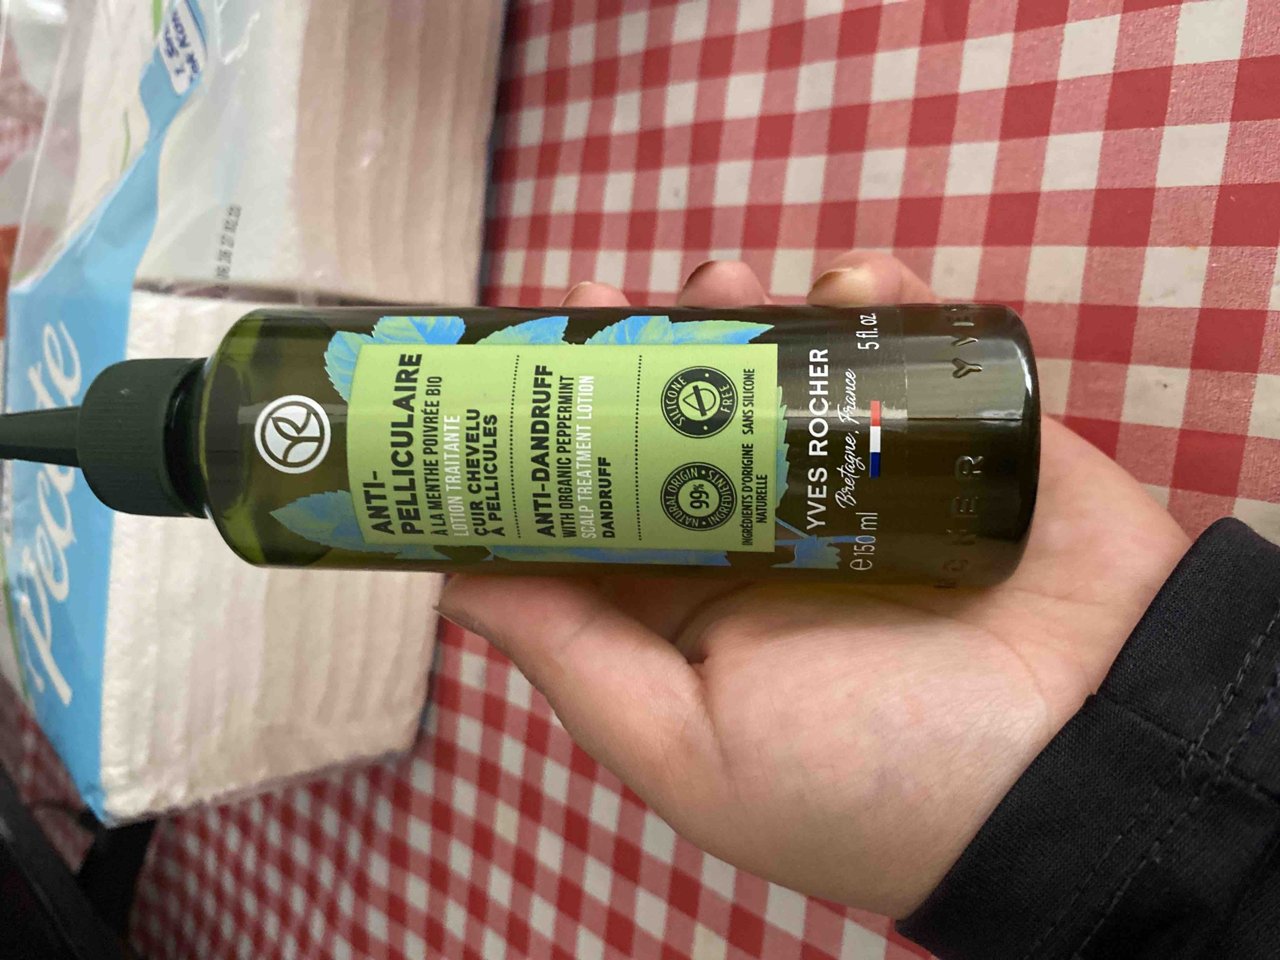 ANTI-
PELLICULAIRE
À LA MENTHE POIVRÉE BIO
LOTION TRAITANTE
CUIR CHEVELU
À PELLICULES
ANTI-DANDRUFF
WITH ORGANIC PEPPERMINT
SCALP TREATMENT LOTION
DANDRUFF
99%
NATURAL ORIGIN • INGREDIENTS •
SILICONE
FREE
INGRÉDIENTS D'ORIGINE
NATURELLE
SANS SILICONE
YVES ROCHER
Bretagne, France
e 150 ml
5 fl. oz